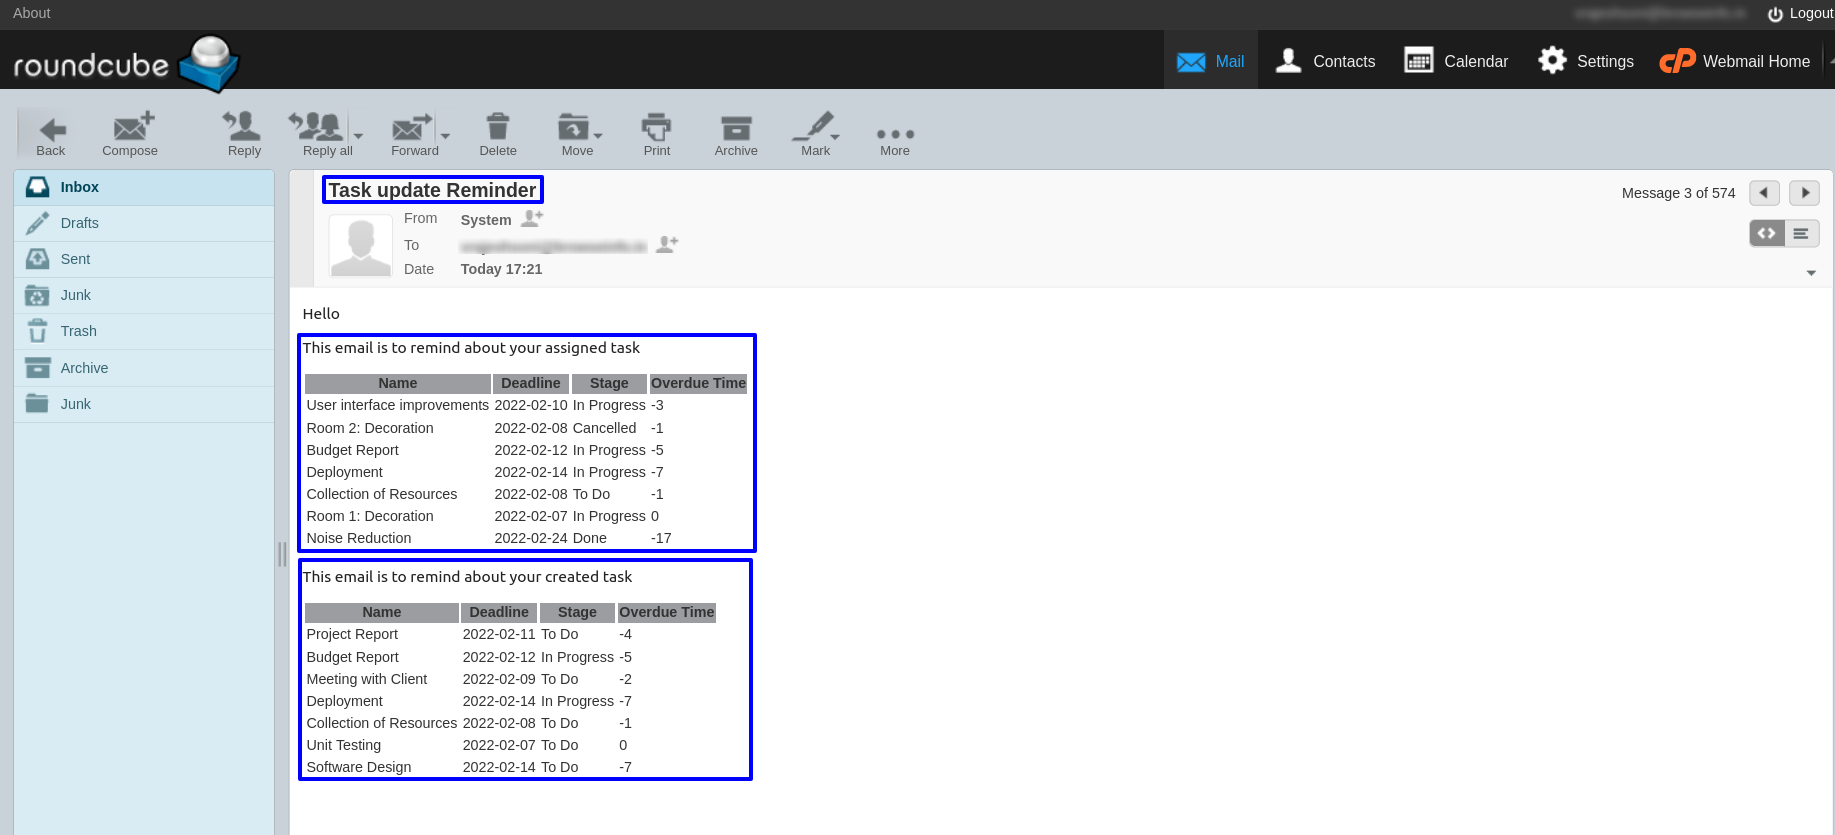 About
Logout
roundcube
Mail Contacts Calendar Settings cP Webmail Home
Back Compose Reply Reply all Forward Delete Move Print Archive Mark More
Inbox
Drafts
Sent
Junk
Trash
Archive
Junk
Task update Reminder
Message 3 of 574
From System
To
Date Today 17:21
Hello
This email is to remind about your assigned task
Name Deadline Stage Overdue Time
User interface improvements 2022-02-10 In Progress -3
Room 2: Decoration 2022-02-08 Cancelled -1
Budget Report 2022-02-12 In Progress -5
Deployment 2022-02-14 In Progress -7
Collection of Resources 2022-02-08 To Do -1
Room 1: Decoration 2022-02-07 In Progress 0
Noise Reduction 2022-02-24 Done -17
This email is to remind about your created task
Name Deadline Stage Overdue Time
Project Report 2022-02-11 To Do -4
Budget Report 2022-02-12 In Progress -5
Meeting with Client 2022-02-09 To Do -2
Deployment 2022-02-14 In Progress -7
Collection of Resources 2022-02-08 To Do -1
Unit Testing 2022-02-07 To Do 0
Software Design 2022-02-14 To Do -7